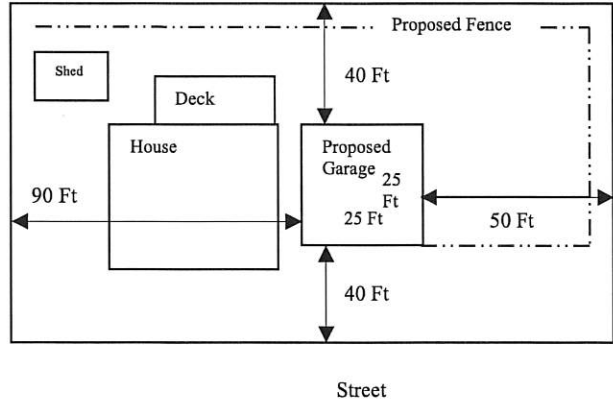 Proposed Fence
Shed
40 Ft
Deck
House
Proposed
Garage
25
Ft
25 Ft
90 Ft
50 Ft
40 Ft
Street